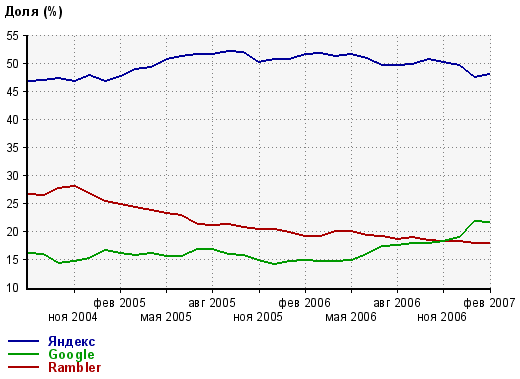 Доля (%)
55
50
45
40
35
30
25
20
15
10
фев 2005 авг 2005 фев 2006 авг 2006 фев 2007
ноя 2004 мая 2005 ноя 2005 мая 2006 ноя 2006
Яндекс
Google
Rambler